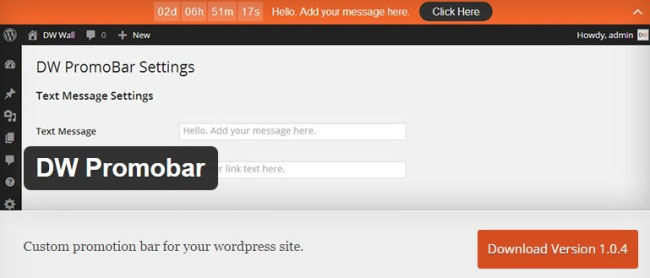 02d 06h 51m 17s Hello. Add your message here. Click Here
DW Wall 0 + New Howdy, admin
DW PromoBar Settings
Text Message Settings
Text Message Hello. Add your message here.
DW Promobar
link text here.
Custom promotion bar for your wordpress site.
Download Version 1.0.4